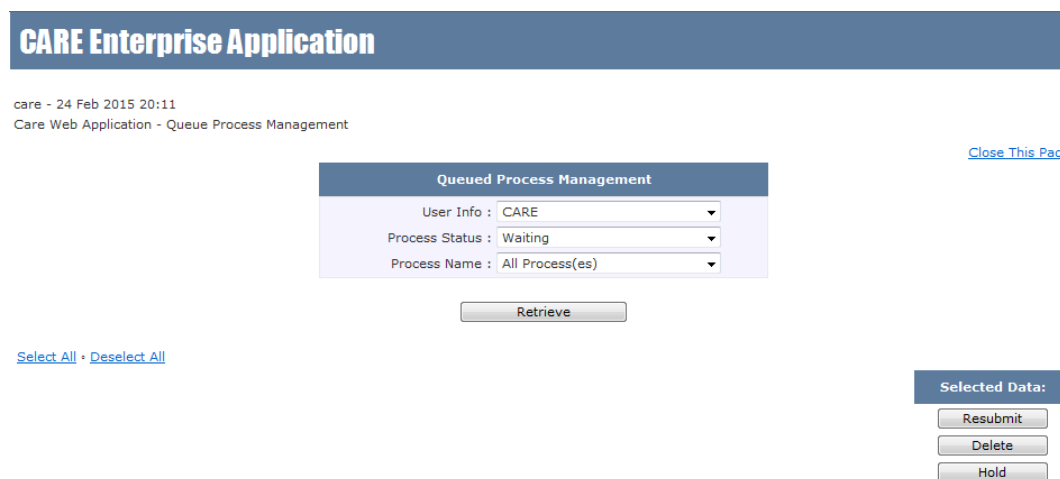 CARE Enterprise Application
care - 24 Feb 2015 20:11
Care Web Application - Queue Process Management
Close This Pac
Queued Process Management
User Info : CARE
Process Status : Waiting
Process Name : All Process(es)
Retrieve
Select All • Deselect All
Selected Data:
Resubmit
Delete
Hold